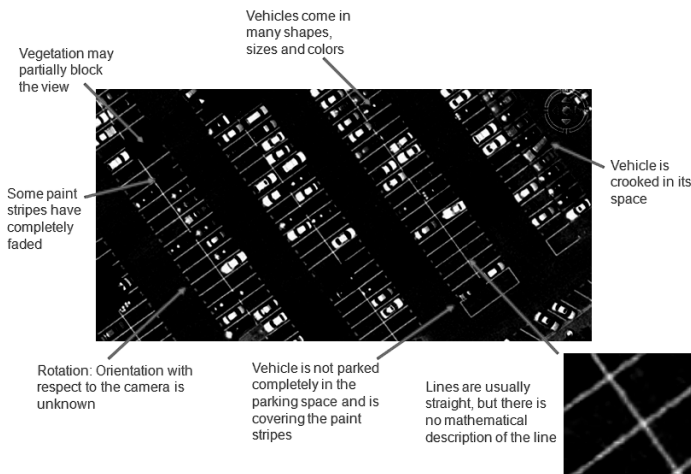 Vehicles come in
many shapes,
sizes and colors
Vegetation may
partially block
the view
Vehicle is
crooked in its
space
Some paint
stripes have
completely
faded
Rotation: Orientation with
respect to the camera is
unknown
Vehicle is not parked
completely in the
parking space and is
covering the paint
stripes
Lines are usually
straight, but there is
no mathematical
description of the line